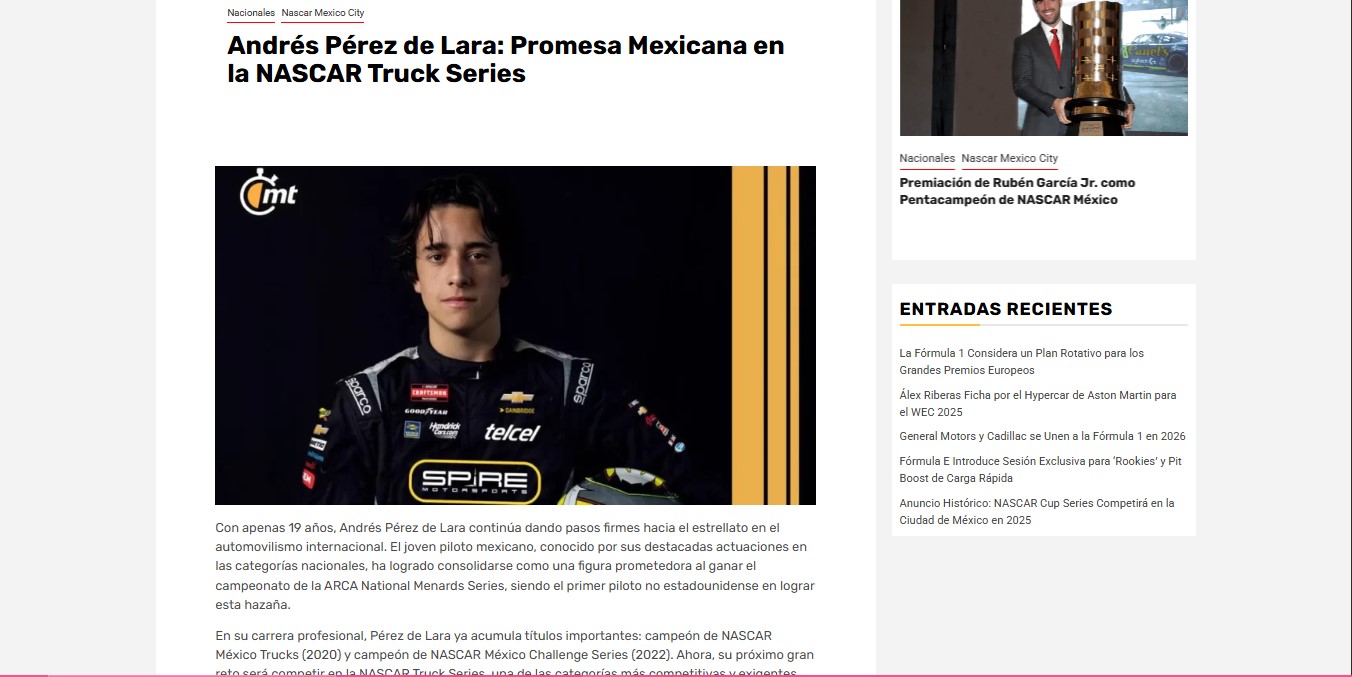 Nacionales Nascar Mexico City
Andrés Pérez de Lara: Promesa Mexicana en
la NASCAR Truck Series
mt
sparco
sparco
CRAFTSMAN
GOODYEAR
GAINBRIDGE
Hendrick
Cars.com
telcel
SPIRE
MOTORSPORTS
Con apenas 19 años, Andrés Pérez de Lara continúa dando pasos firmes hacia el estrellato en el
automovilismo internacional. El joven piloto mexicano, conocido por sus destacadas actuaciones en
las categorías nacionales, ha logrado consolidarse como una figura prometedora al ganar el
campeonato de la ARCA National Menards Series, siendo el primer piloto no estadounidense en lograr
esta hazaña.
En su carrera profesional, Pérez de Lara ya acumula títulos importantes: campeón de NASCAR
México Trucks (2020) y campeón de NASCAR México Challenge Series (2022). Ahora, su próximo gran
reto será competir en la NASCAR Truck Series, una de las categorías más competitivas y exigentes
Nacionales Nascar Mexico City
Premiación de Rubén García Jr. como
Pentacampeón de NASCAR México
ENTRADAS RECIENTES
La Fórmula 1 Considera un Plan Rotativo para los
Grandes Premios Europeos
Álex Riberas Ficha por el Hypercar de Aston Martin para
el WEC 2025
General Motors y Cadillac se Unen a la Fórmula 1 en 2026
Fórmula E Introduce Sesión Exclusiva para ‘Rookies’ y Pit
Boost de Carga Rápida
Anuncio Histórico: NASCAR Cup Series Competirá en la
Ciudad de México en 2025